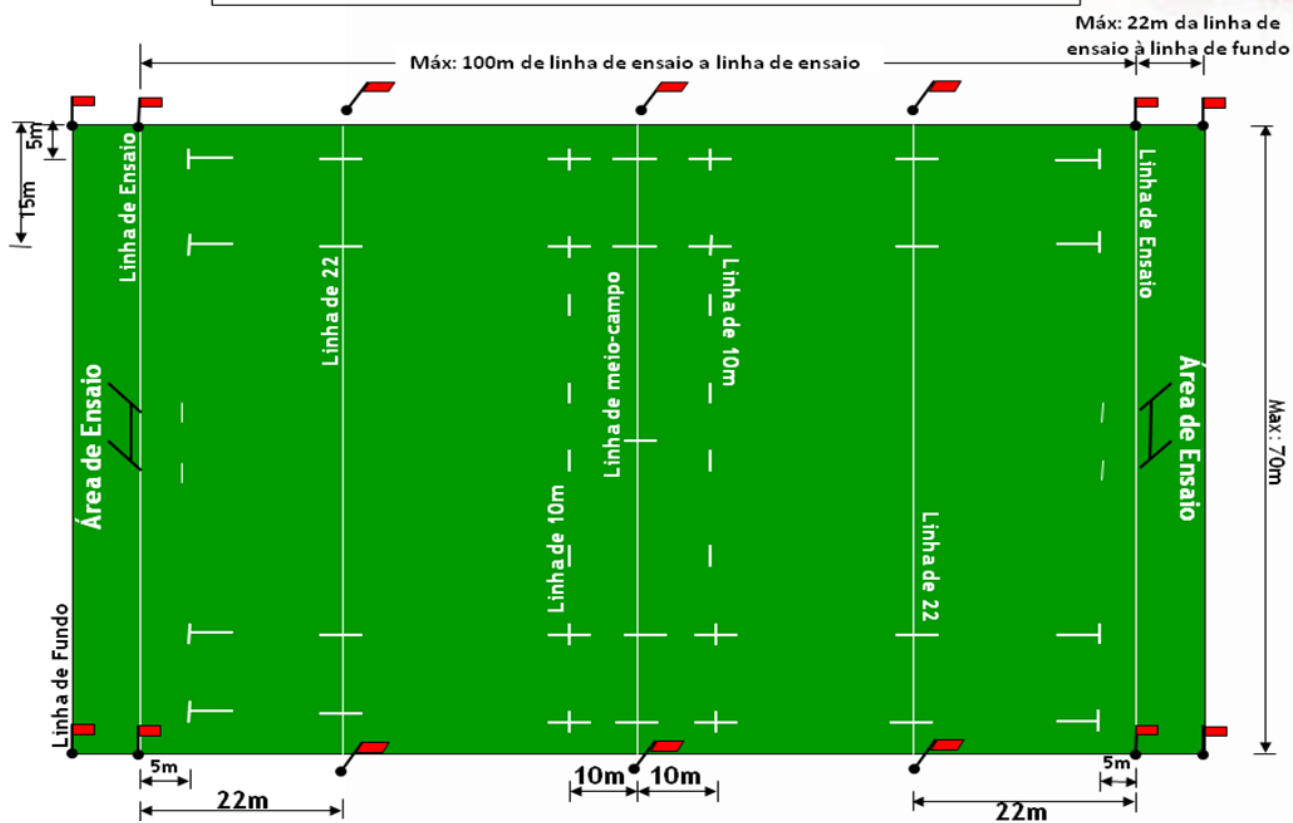 Máx: 22m da linha de
ensaio à linha de fundo
Máx: 100m de linha de ensaio a linha de ensaio
5m
15m
Linha de Ensaio
Linha de 22
Linha de meio-campo
Linha de 10m
Linha de Ensaio
Área de Ensaio
Área de Ensaio
Max: 70m
Linha de 10m
Linha de 22
Linha de Fundo
5m
22m
10m
10m
5m
22m